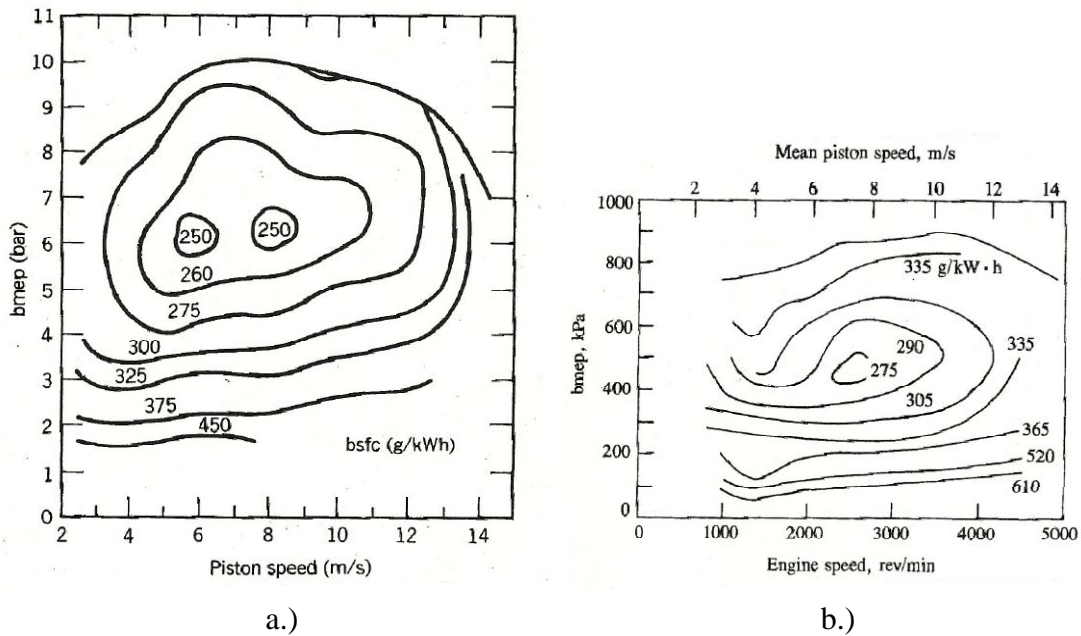 11
10
9
8
7
6
5
4
3
2
1
0
bmep (bar)
250 250
260
275
300
325
375
450
bsfc (g/kWh)
2 4 6 8 10 12 14
Piston speed (m/s)
a.)
Mean piston speed, m/s
2 4 6 8 10 12 14
1000
800
600
400
200
0
bmep, kPa
335 g/kW·h
335
290
275
305
365
520
610
0 1000 2000 3000 4000 5000
Engine speed, rev/min
b.)